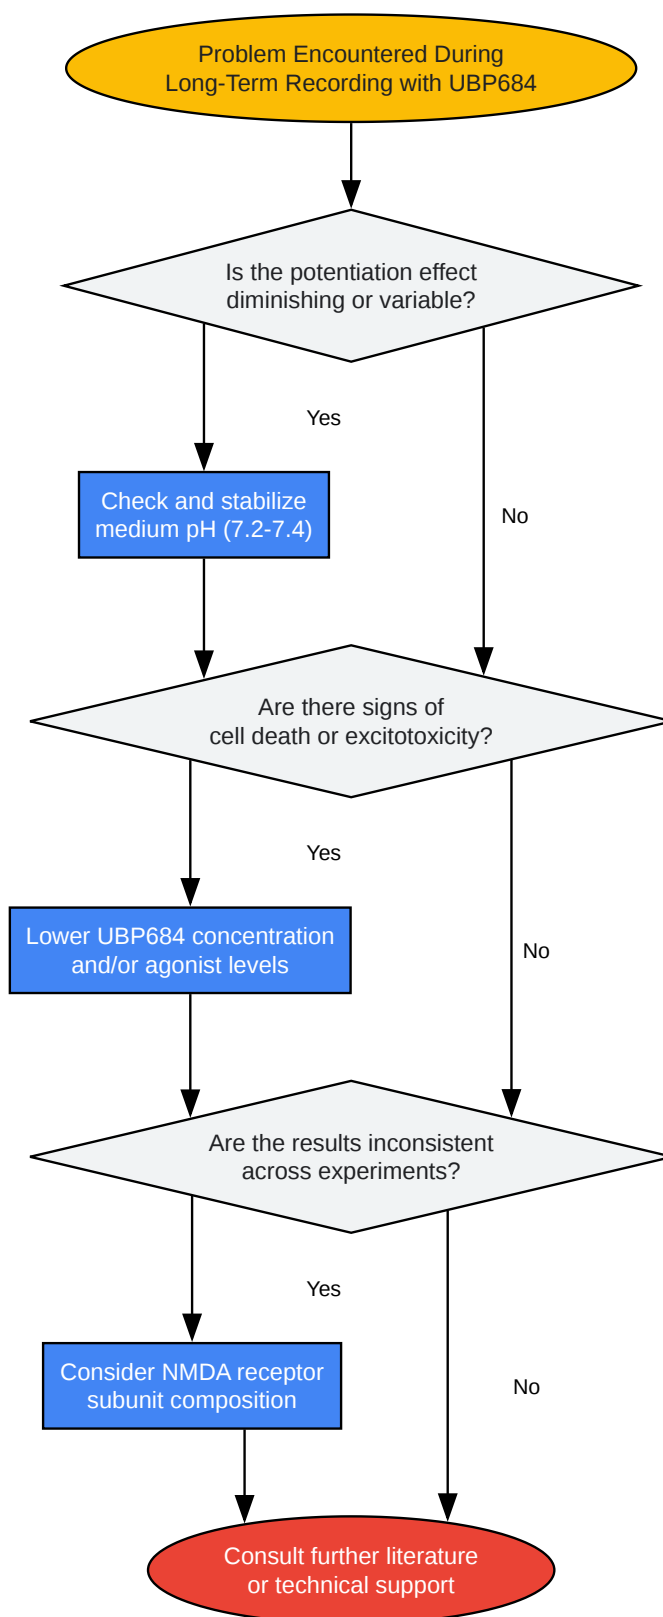 Problem Encountered During
Long-Term Recording with UBP684
Is the potentiation effect
diminishing or variable?
Yes
Check and stabilize
medium pH (7.2-7.4)
No
Are there signs of
cell death or excitotoxicity?
Yes
Lower UBP684 concentration
and/or agonist levels
No
Are the results inconsistent
across experiments?
Yes
Consider NMDA receptor
subunit composition
No
Consult further literature
or technical support